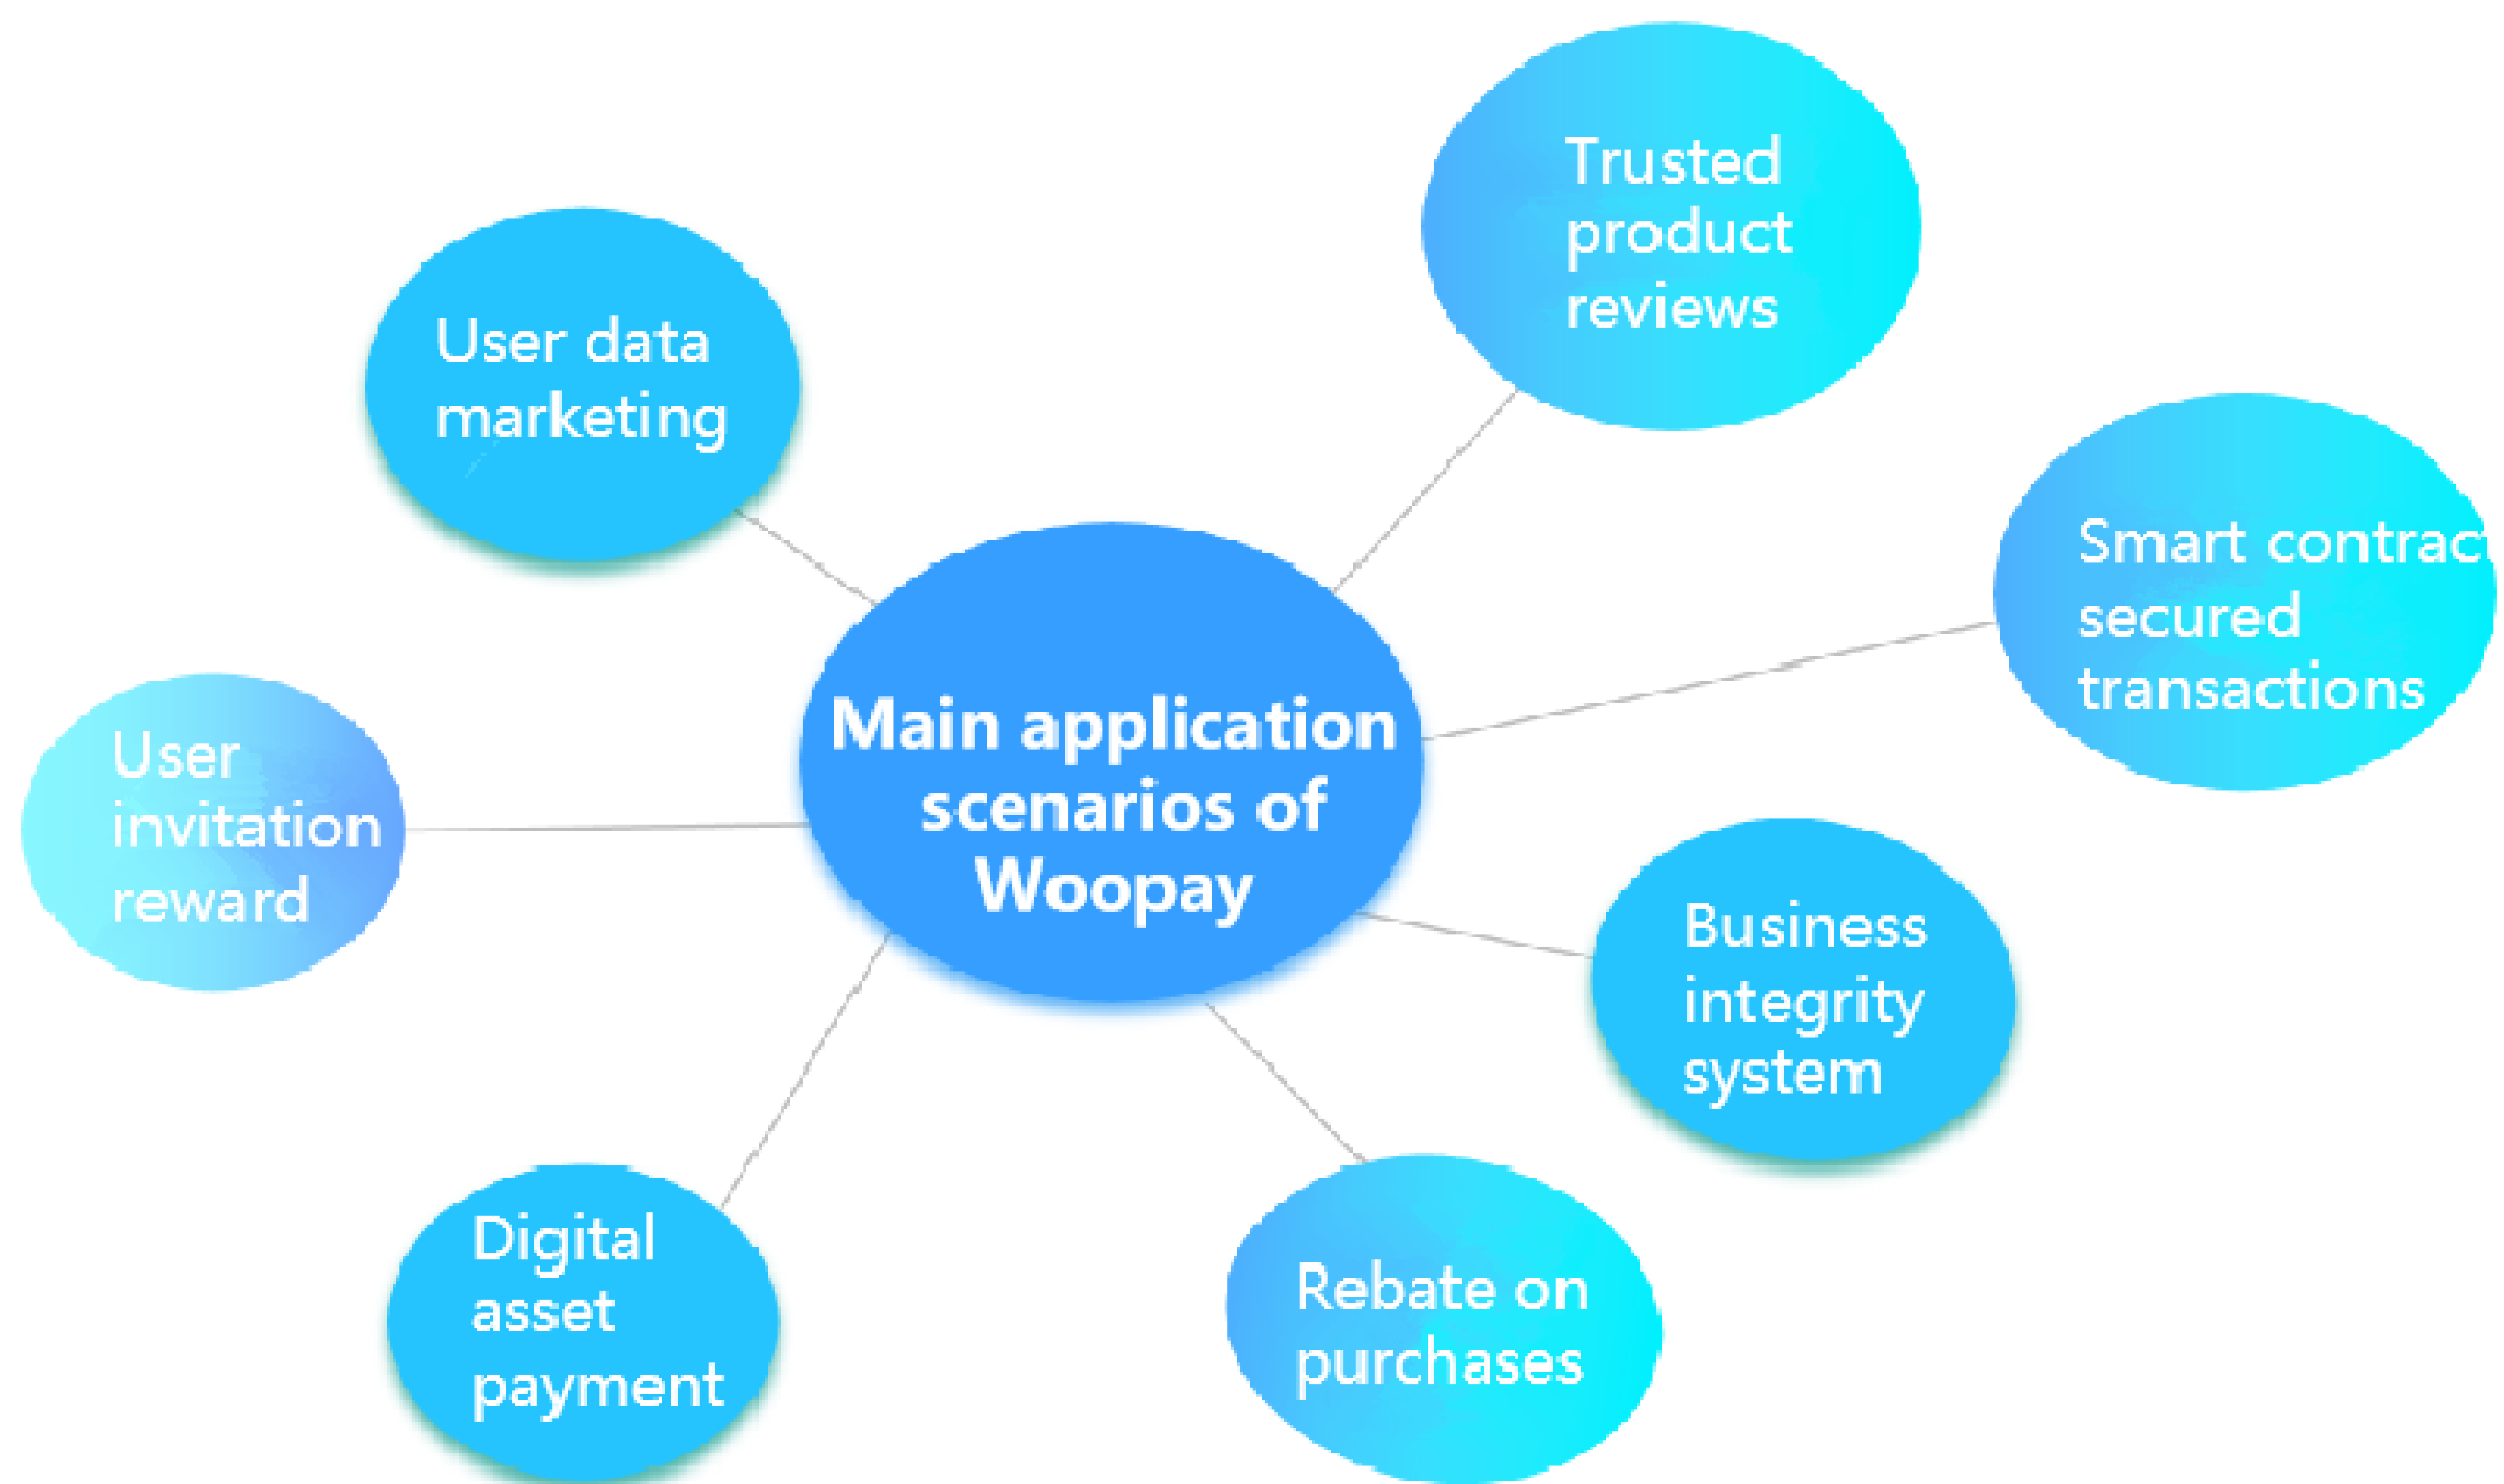 Trusted
product
reviews
User data
marketing
Smart contrac
secured
transactions
Main application
scenarios of
Woopay
User
invitation
reward
Business
integrity
system
Digital
asset
payment
Rebate on
purchases